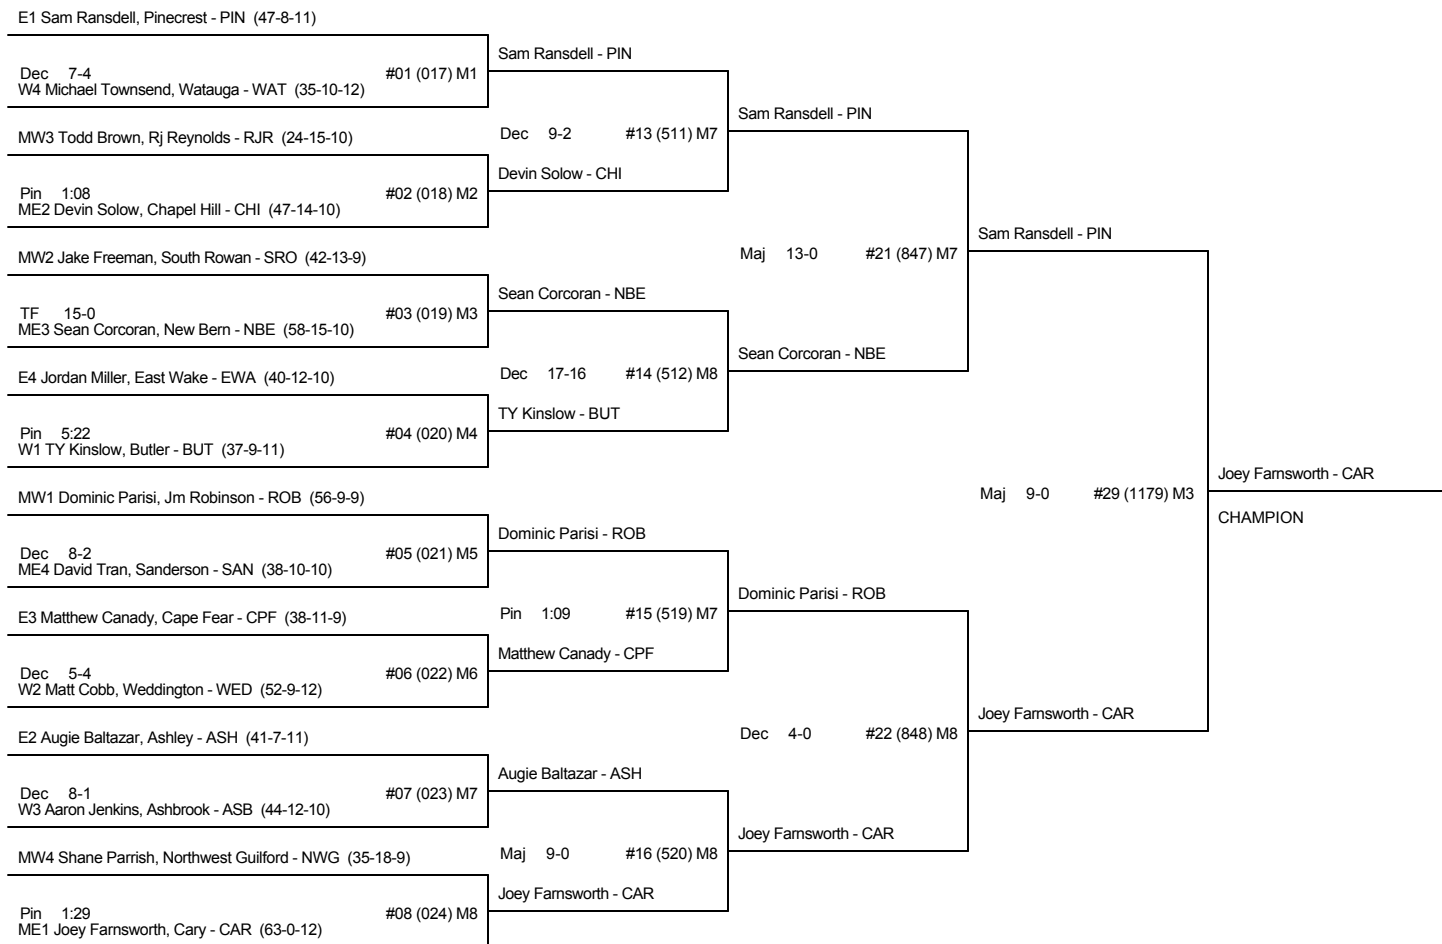 E1 Sam Ransdell, Pinecrest - PIN (47-8-11)
Sam Ransdell - PIN
Dec 7-4 #01 (017) M1
W4 Michael Townsend, Watauga - WAT (35-10-12)
Sam Ransdell - PIN
MW3 Todd Brown, Rj Reynolds - RJR (24-15-10)
Dec 9-2 #13 (511) M7
Devin Solow - CHI
Pin 1:08 #02 (018) M2
ME2 Devin Solow, Chapel Hill - CHI (47-14-10)
Sam Ransdell - PIN
MW2 Jake Freeman, South Rowan - SRO (42-13-9)
Maj 13-0 #21 (847) M7
Sean Corcoran - NBE
TF 15-0 #03 (019) M3
ME3 Sean Corcoran, New Bern - NBE (58-15-10)
Sean Corcoran - NBE
E4 Jordan Miller, East Wake - EWA (40-12-10)
Dec 17-16 #14 (512) M8
TY Kinslow - BUT
Pin 5:22 #04 (020) M4
W1 TY Kinslow, Butler - BUT (37-9-11)
Joey Farnsworth - CAR
MW1 Dominic Parisi, Jm Robinson - ROB (56-9-9)
Maj 9-0 #29 (1179) M3
CHAMPION
Dominic Parisi - ROB
Dec 8-2 #05 (021) M5
ME4 David Tran, Sanderson - SAN (38-10-10)
Dominic Parisi - ROB
E3 Matthew Canady, Cape Fear - CPF (38-11-9)
Pin 1:09 #15 (519) M7
Matthew Canady - CPF
Dec 5-4 #06 (022) M6
W2 Matt Cobb, Weddington - WED (52-9-12)
Joey Farnsworth - CAR
E2 Augie Baltazar, Ashley - ASH (41-7-11)
Dec 4-0 #22 (848) M8
Augie Baltazar - ASH
Dec 8-1 #07 (023) M7
W3 Aaron Jenkins, Ashbrook - ASB (44-12-10)
Joey Farnsworth - CAR
MW4 Shane Parrish, Northwest Guilford - NWG (35-18-9)
Maj 9-0 #16 (520) M8
Joey Farnsworth - CAR
Pin 1:29 #08 (024) M8
ME1 Joey Farnsworth, Cary - CAR (63-0-12)